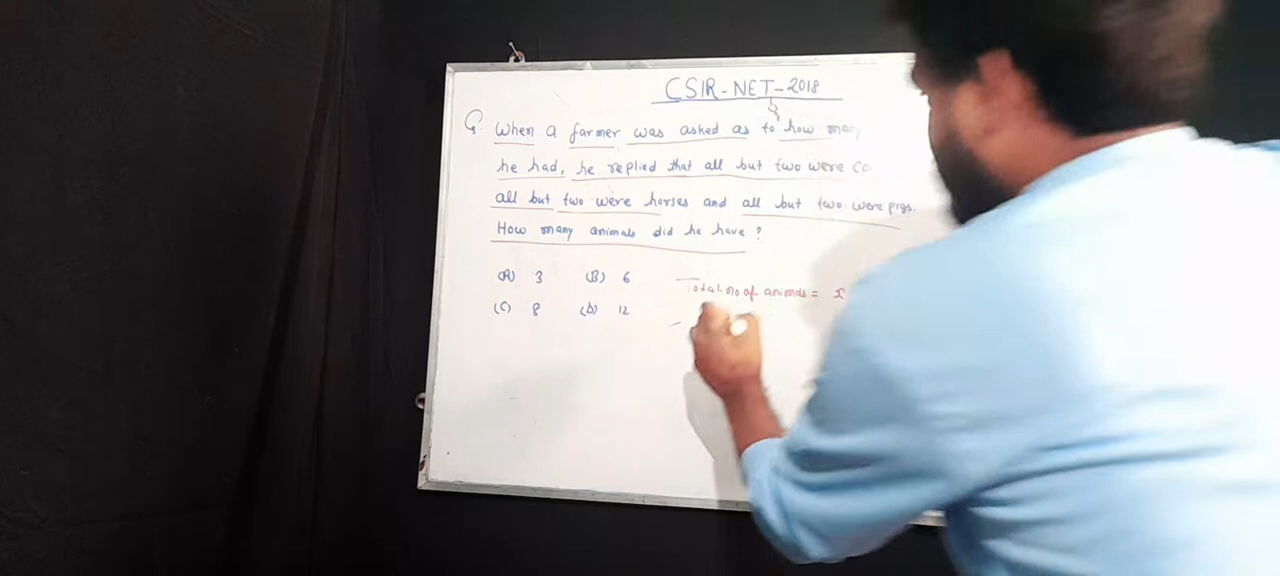 CSIR-NET-2018
Q: When a farmer was asked as to how many
he had, he replied that all but two were
all but two were horses and all but two were pigs.
How many animals did he have?
(A) 3 (B) 6
(C) 8 (D) 12
Total no of animals = x